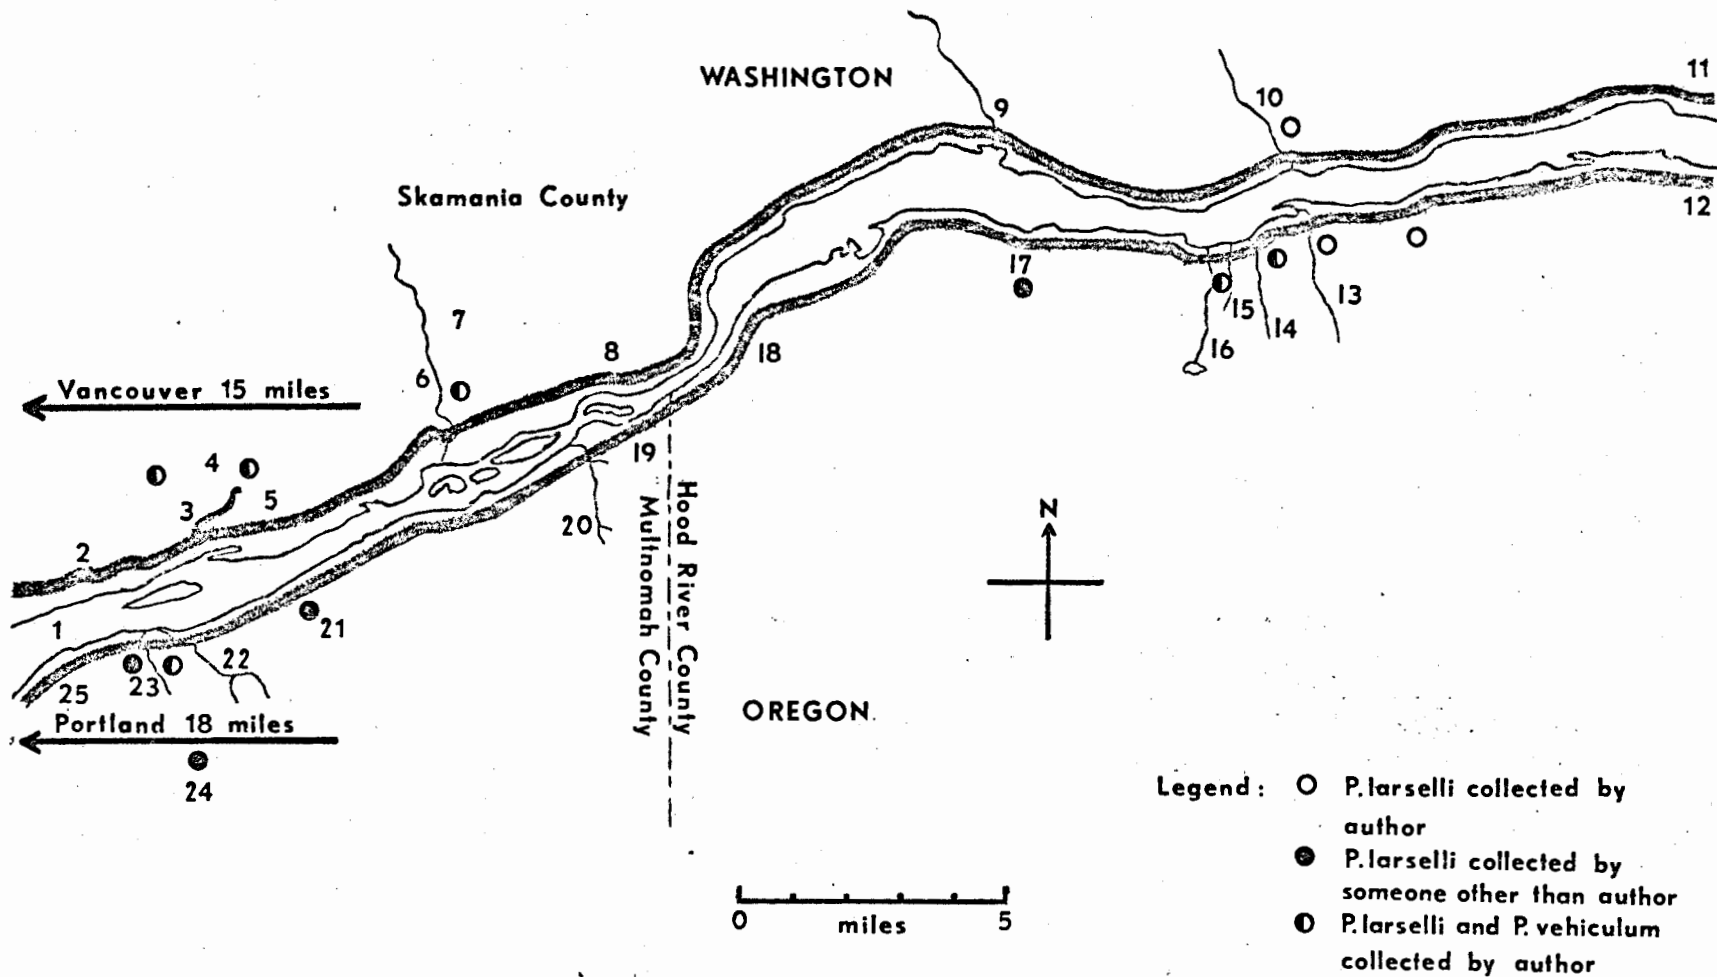 WASHINGTON
11
10
9
Skamania County
12
17
13
15
14
7
16
8
18
6
Vancouver 15 miles
19
4
5
3
Hood River County
Multnomah County
N
20
2
21
1
22
23
25
Portland 18 miles
OREGON
24
Legend: P. larselli collected by
author
P. larselli collected by
someone other than author
P. larselli and P. vehiculum
collected by author
0 5
miles